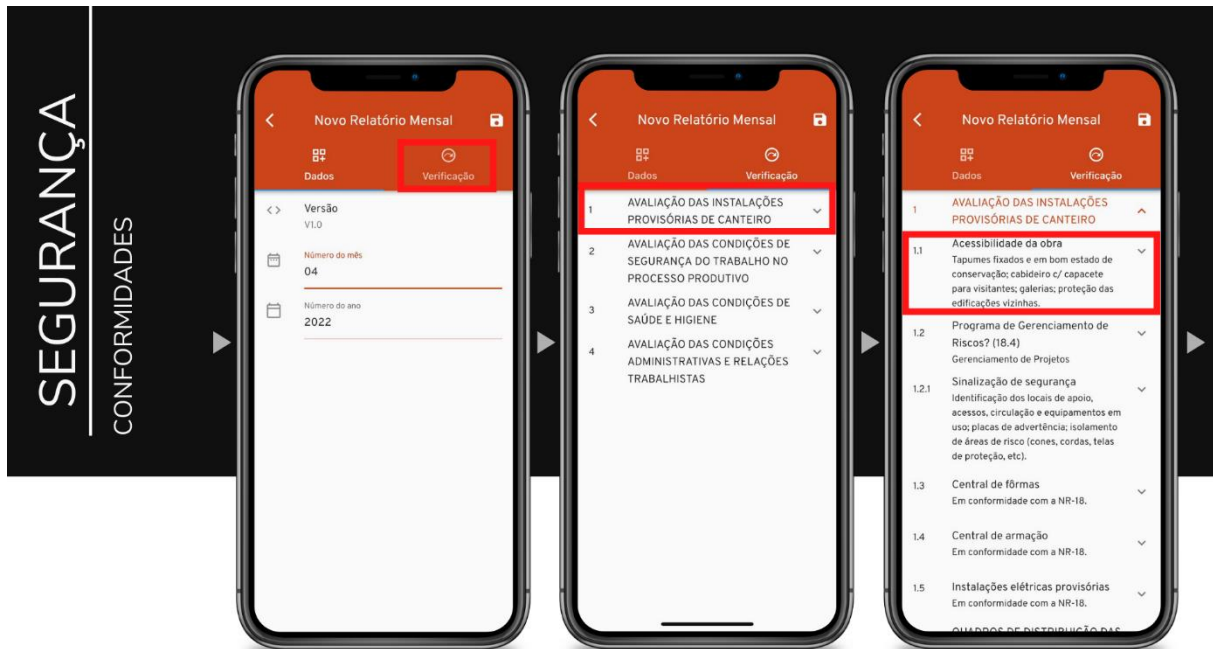 SEGURANÇA
CONFORMIDADES
Novo Relatório Mensal
Dados
Verificação
Versão
V1.0
Número do mês
04
Número do ano
2022
Novo Relatório Mensal
Dados
Verificação
1
AVALIAÇÃO DAS INSTALAÇÕES
PROVISÓRIAS DE CANTEIRO
2
AVALIAÇÃO DAS CONDIÇÕES DE
SEGURANÇA DO TRABALHO NO
PROCESSO PRODUTIVO
3
AVALIAÇÃO DAS CONDIÇÕES DE
SAÚDE E HIGIENE
4
AVALIAÇÃO DAS CONDIÇÕES
ADMINISTRATIVAS E RELAÇÕES
TRABALHISTAS
Novo Relatório Mensal
Dados
Verificação
1
AVALIAÇÃO DAS INSTALAÇÕES
PROVISÓRIAS DE CANTEIRO
1.1
Acessibilidade da obra
Tapumes fixados e em bom estado de
conservação; cabideiro c/ capacete
para visitantes; galerias; proteção das
edificações vizinhas.
1.2
Programa de Gerenciamento de
Riscos? (18.4)
Gerenciamento de Projetos
1.2.1
Sinalização de segurança
Identificação dos locais de apoio,
acessos, circulação e equipamentos em
uso; placas de advertência; isolamento
de áreas de risco (cones, cordas, telas
de proteção, etc).
1.3
Central de fôrmas
Em conformidade com a NR-18.
1.4
Central de armação
Em conformidade com a NR-18.
1.5
Instalações elétricas provisórias
Em conformidade com a NR-18.
QUADROS DE DISTRIBUIÇÃO DAS